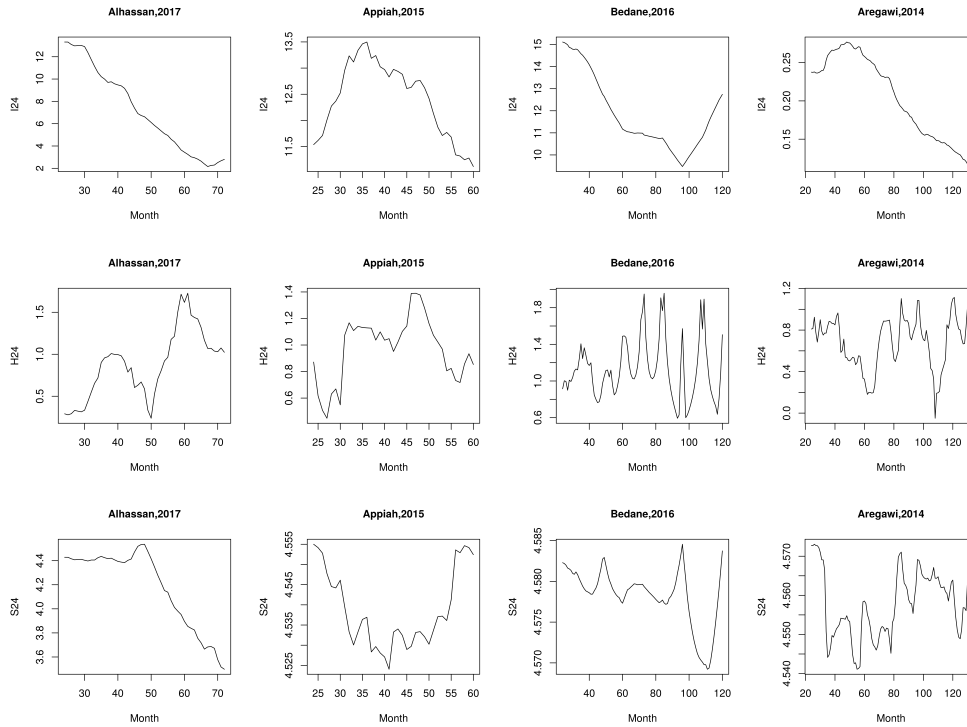 Alhassan,2017 Appiah,2015 Bedane,2016 Aregawi,2014
I24 2 4 6 8 10 12 I24 11.5 12.5 13.5 I24 10 11 12 13 14 15 I24 0.15 0.20 0.25
30 40 50 60 70 25 30 35 40 45 50 55 60 40 60 80 100 120 20 40 60 80 100 120
Month Month Month Month
Alhassan,2017 Appiah,2015 Bedane,2016 Aregawi,2014
H24 0.5 1.0 1.5 H24 0.6 0.8 1.0 1.2 1.4 H24 0.6 1.0 1.4 1.8 H24 0.0 0.4 0.8 1.2
30 40 50 60 70 25 30 35 40 45 50 55 60 40 60 80 100 120 20 40 60 80 100 120
Month Month Month Month
Alhassan,2017 Appiah,2015 Bedane,2016 Aregawi,2014
S24 3.6 3.8 4.0 4.2 4.4 S24 4.525 4.535 4.545 4.555 S24 4.570 4.575 4.580 4.585 S24 4.540 4.550 4.560 4.570
30 40 50 60 70 25 30 35 40 45 50 55 60 40 60 80 100 120 20 40 60 80 100 120
Month Month Month Month